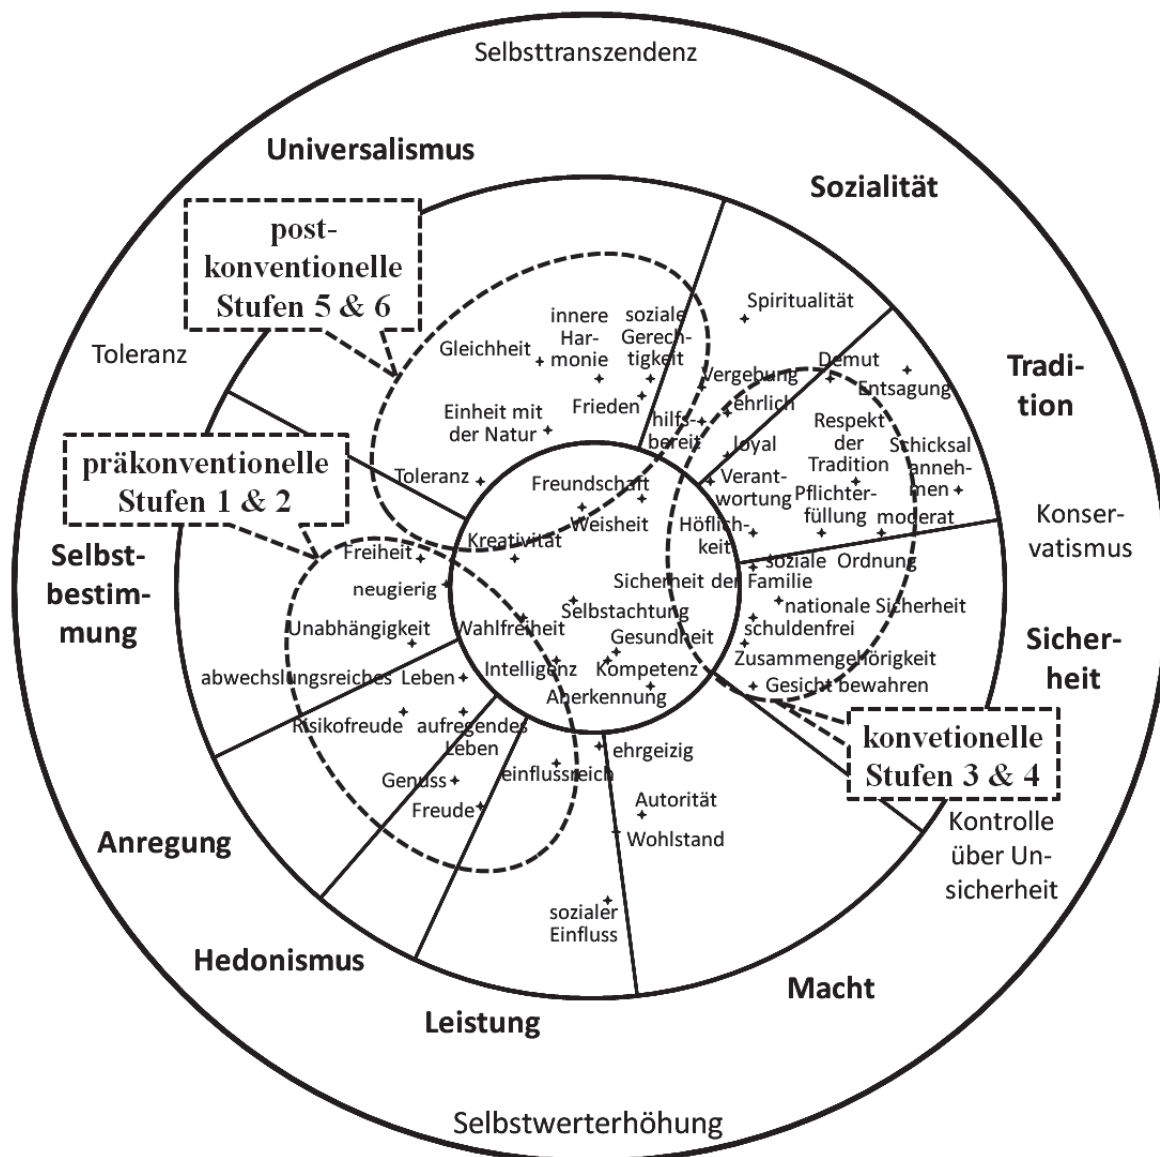 Selbsttranszendenz
Universalismus
Sozialität
post-
konventionelle
Stufen 5 & 6
Toleranz
Spiritualität
innere
Har-
monie
soziale
Gerech-
tigkeit
Gleichheit
Frieden
Einheit mit
der Natur
Vergebung
ehrlich
hilfs-
bereit
loyal
Demut
Entsagung
Tradi-
tion
Respekt
der
Tradition
Schicksal
anneh-
men
präkonventionelle
Stufen 1 & 2
Toleranz
Freundschaft
Weisheit
Verant-
wortung
Pflichter-
füllung
moderat
Höflich-
keit
Konser-
vatismus
Selbst-
bestim-
mung
Freiheit
Kreativität
neugierig
soziale Ordnung
Sicherheit der Familie
Selbstachtung
nationale Sicherheit
Unabhängigkeit
Wahlfreiheit
Gesundheit
schuldenfrei
Sicher-
heit
abwechslungsreiches Leben
Intelligenz
Kompetenz
Zusammengehörigkeit
Anerkennung
Gesicht bewahren
Risikofreude
aufregendes
Leben
konvetionelle
Stufen 3 & 4
Genuss
Freude
einflussreich
ehrgeizig
Autorität
Wohlstand
Kontrolle
über Un-
sicherheit
Anregung
sozialer
Einfluss
Hedonismus
Leistung
Macht
Selbstwerterhöhung